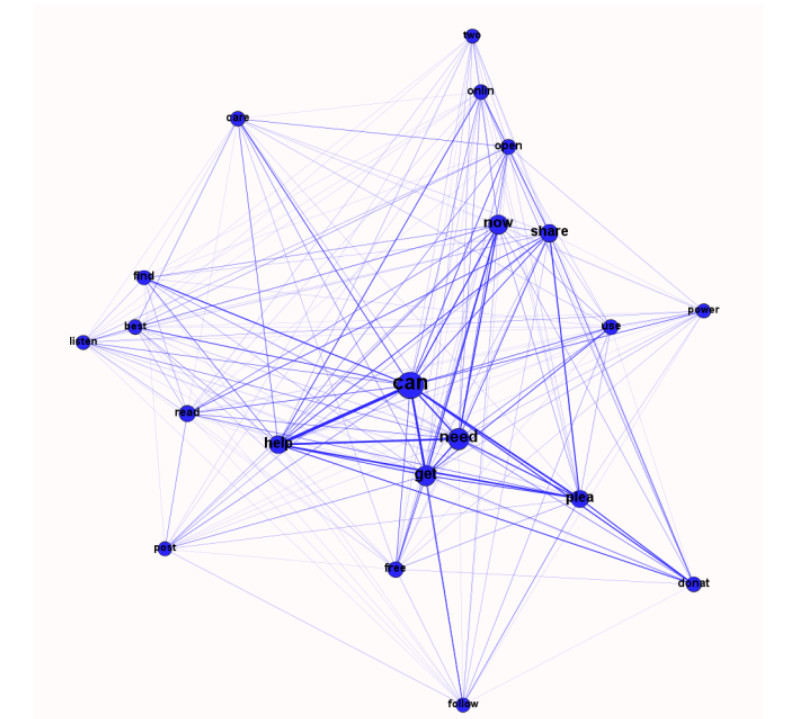 two
onlin
care
open
now
share
find
power
best
use
listen
can
read
need
help
get
plea
post
free
donat
follow